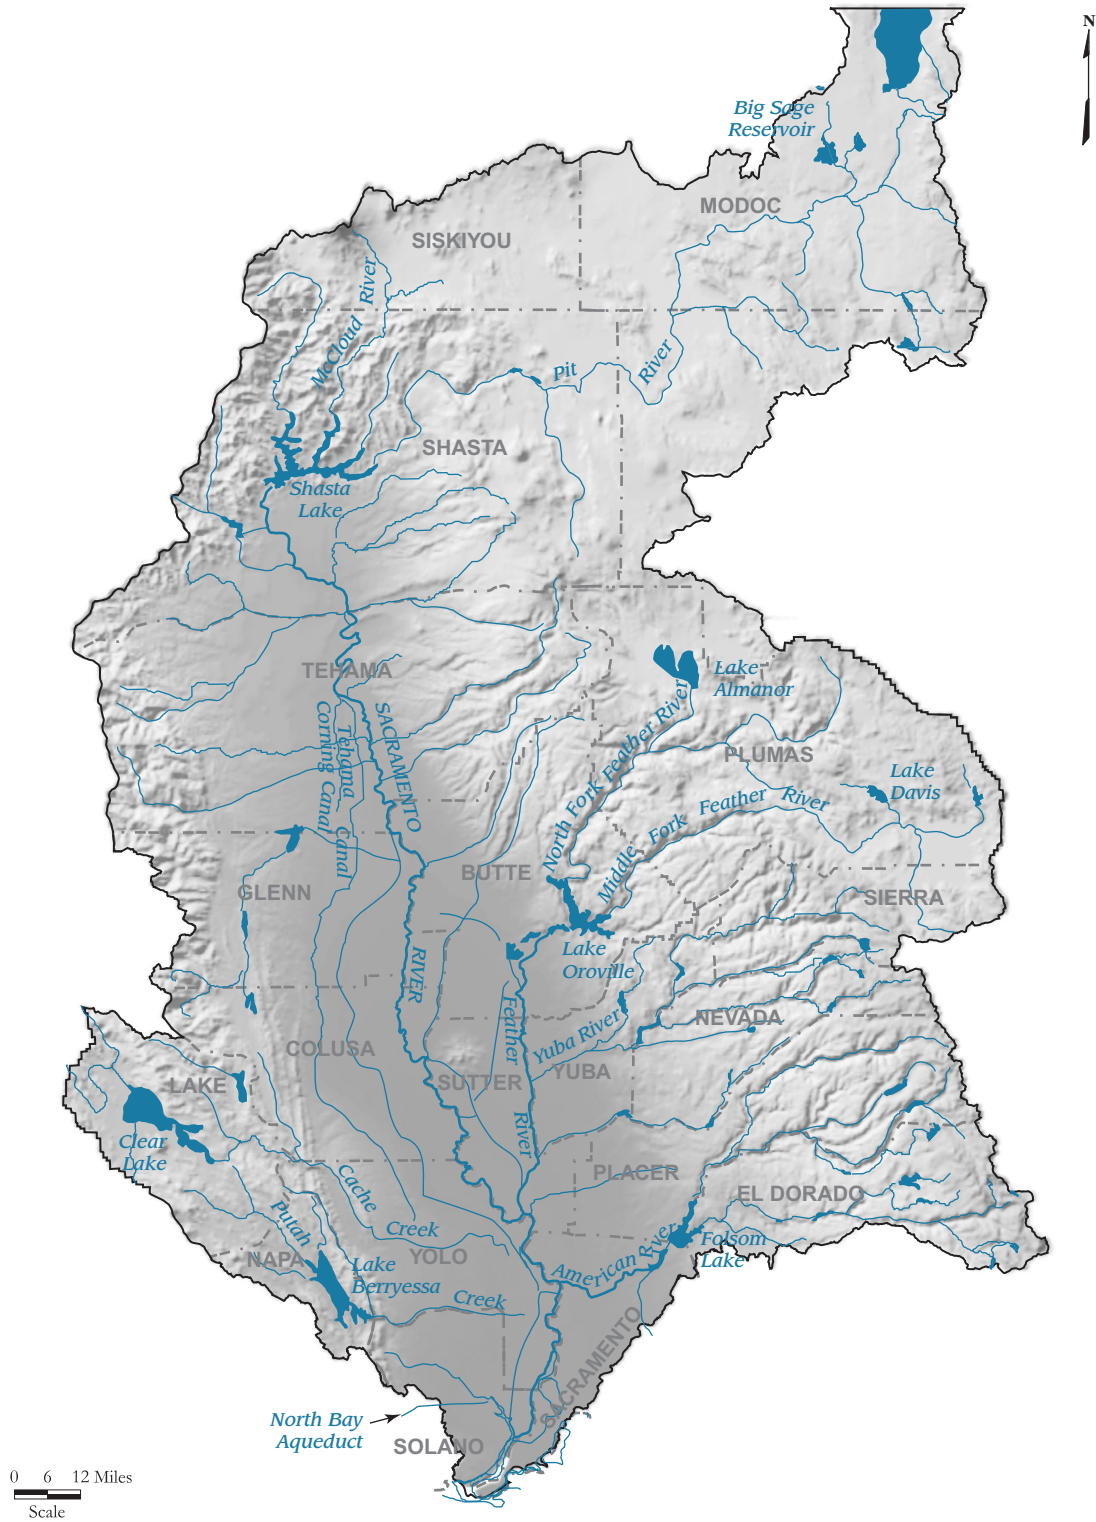 N
Big Sage
Reservoir
MODOC
SISKIYOU
McCloud River
Pit River
SHASTA
Shasta
Lake
TEHAMA
Lake
Almanor
SACRAMENTO RIVER
Tehama
Corning Canal
Canal
North Fork Feather River
PLUMAS
Lake
Davis
Middle Fork Feather River
BUTTE
GLENN
SIERRA
Lake
Oroville
Feather River
Yuba River
NEVADA
COLUSA
SUTTER
YUBA
LAKE
Clear
Lake
PLACER
EL DORADO
Cache Creek
Putah Creek
NAPA
YOLO
Lake
Berryessa
American River
Folsom
Lake
SACRAMENTO
North Bay
Aqueduct
SOLANO
0 6 12 Miles
Scale